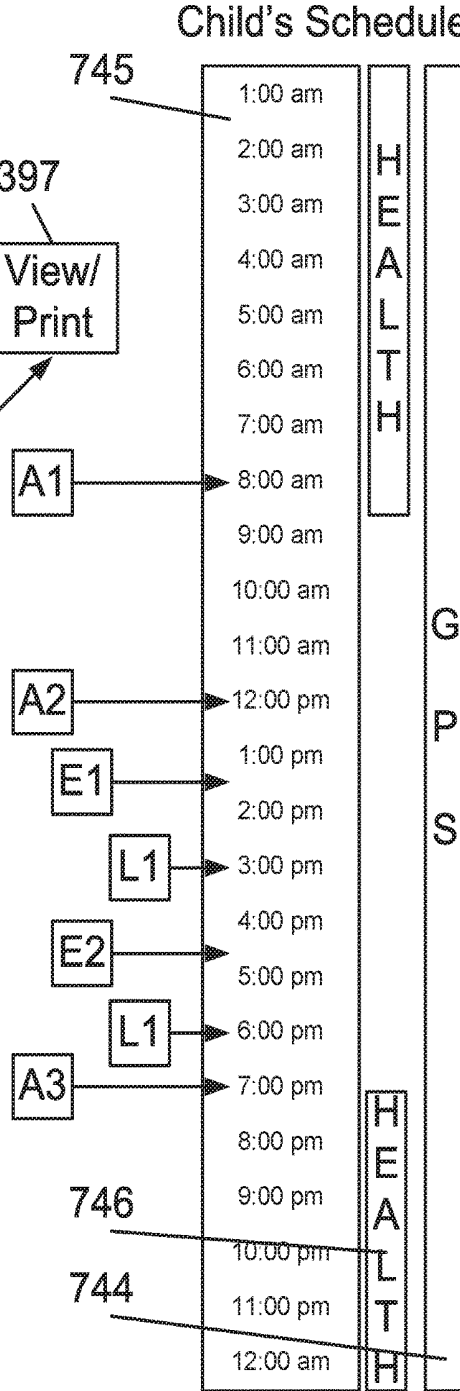 Child's Schedule
745
397
View/
Print
1:00 am
2:00 am
3:00 am
4:00 am
5:00 am
6:00 am
7:00 am
A1
8:00 am
9:00 am
10:00 am
11:00 am
A2
12:00 pm
E1
1:00 pm
2:00 pm
L1
3:00 pm
4:00 pm
E2
5:00 pm
L1
6:00 pm
A3
7:00 pm
8:00 pm
9:00 pm
10:00 pm
11:00 pm
12:00 am
746
744
HEALTH
HEALTH
GPS